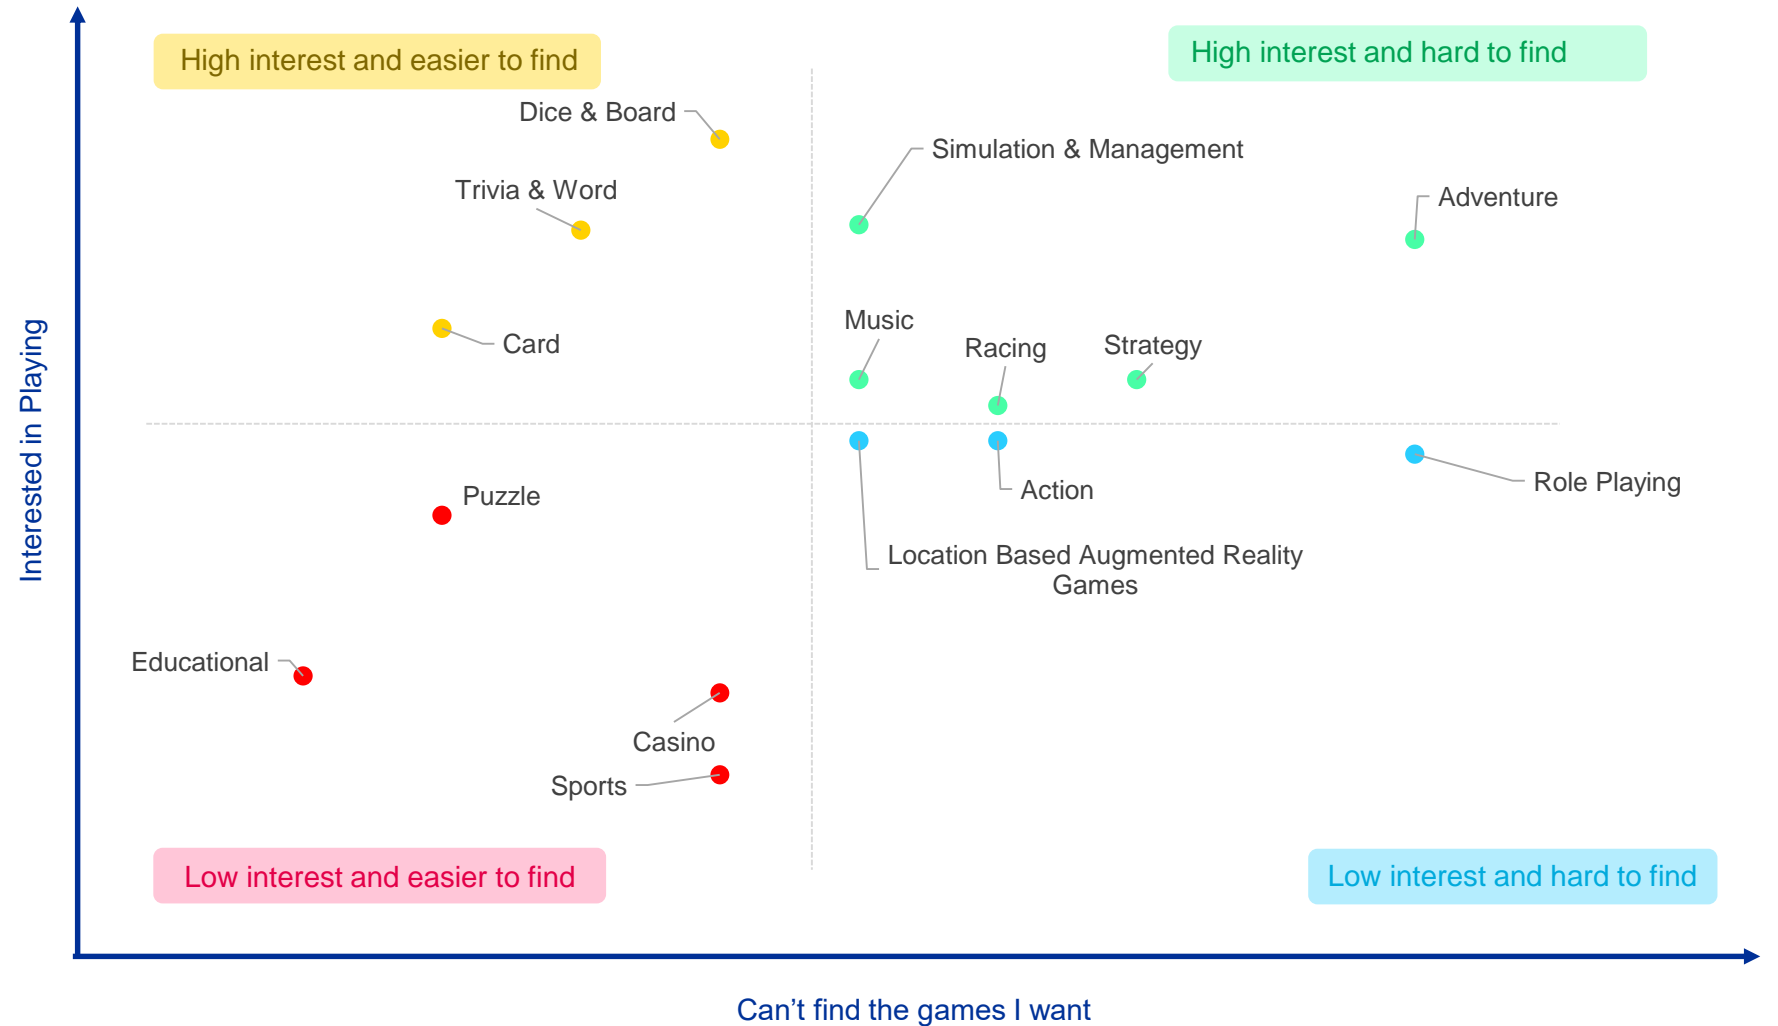 High interest and easier to find
High interest and hard to find
Dice & Board
Simulation & Management
Trivia & Word
Adventure
Music
Card
Racing
Strategy
Interested in Playing
Puzzle
Action
Role Playing
Location Based Augmented Reality
Games
Educational
Casino
Sports
Low interest and easier to find
Low interest and hard to find
Can’t find the games I want